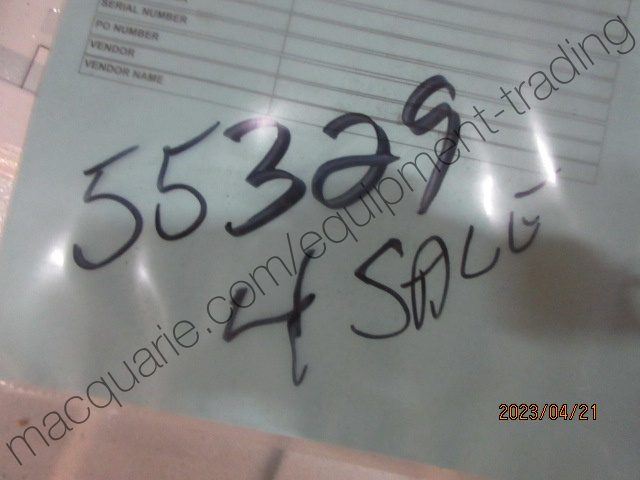 SERIAL NUMBER
PO NUMBER
VENDOR
VENDOR NAME
55329
4 SALE
macquarie.com/equipment-trading
2023/04/21